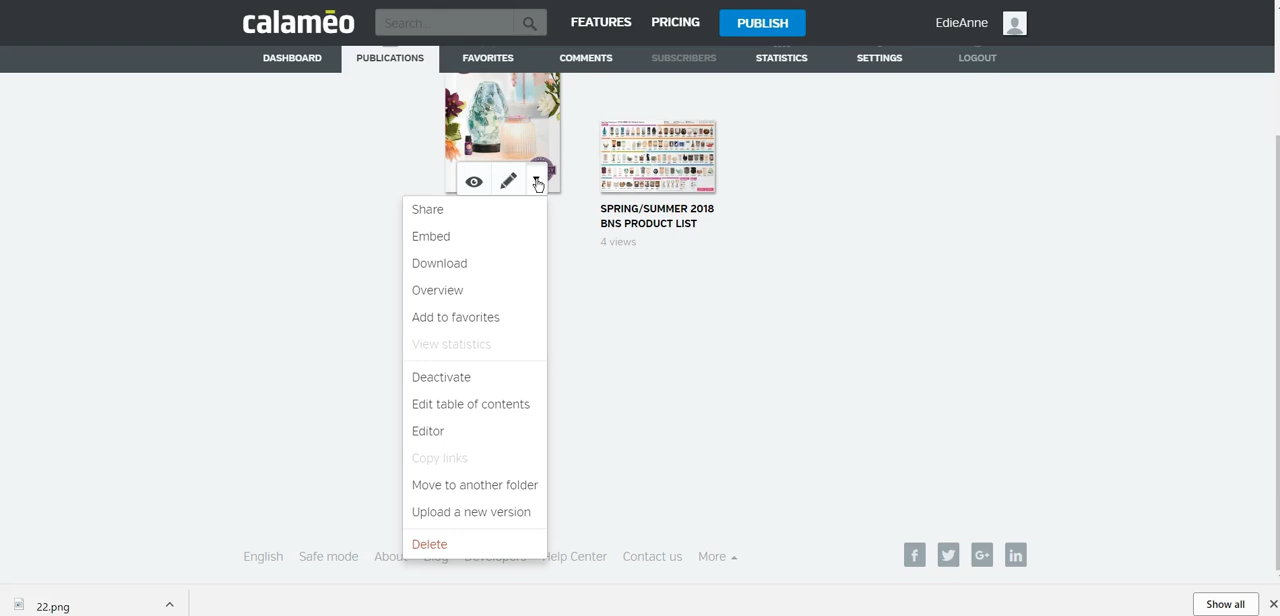 calaméo
Search...
FEATURES
PRICING
PUBLISH
EdieAnne
DASHBOARD
PUBLICATIONS
FAVORITES
COMMENTS
SUBSCRIBERS
STATISTICS
SETTINGS
LOGOUT
SPRING/SUMMER 2018
BNS PRODUCT LIST
4 views
Share
Embed
Download
Overview
Add to favorites
View statistics
Deactivate
Edit table of contents
Editor
Copy links
Move to another folder
Upload a new version
Delete
English
Safe mode
Help Center
Contact us
More
22.png
Show all